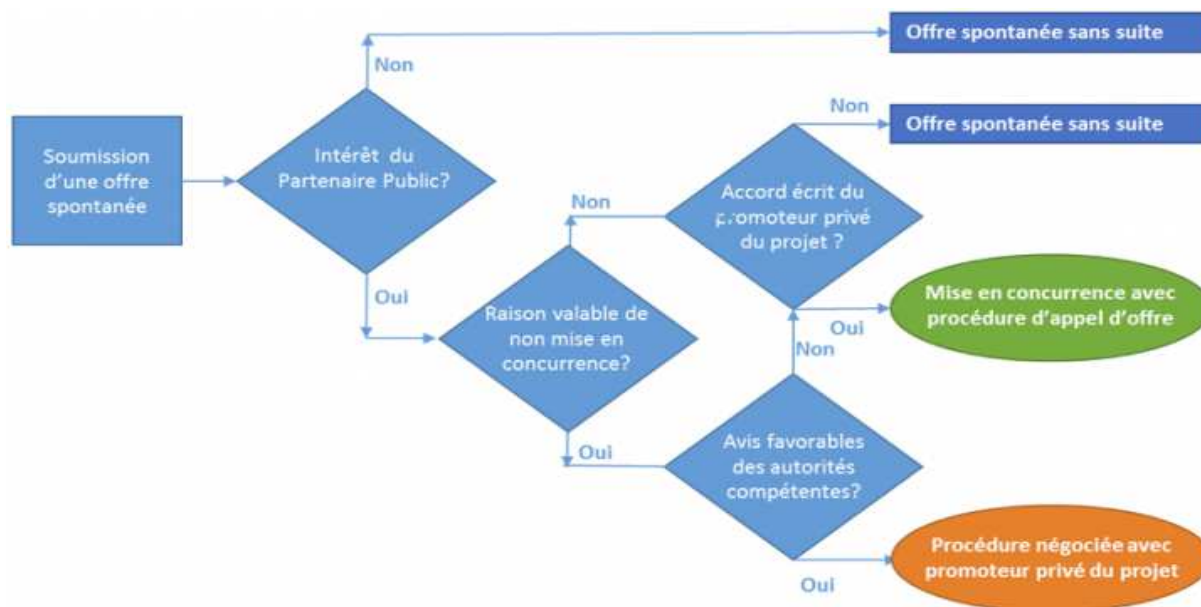 Offre spontanée sans suite
Non
Non
Offre spontanée sans suite
Soumission
d'une offre
spontanée
Intérêt du
Partenaire Public?
Accord écrit du
promoteur privé
du projet ?
Non
Oui
Raison valable de
non mise en
concurrence?
Mise en concurrence avec
procédure d'appel d'offre
Oui
Non
Avis favorables
des autorités
compétentes?
Oui
Procédure négociée avec
promoteur privé du projet
Oui